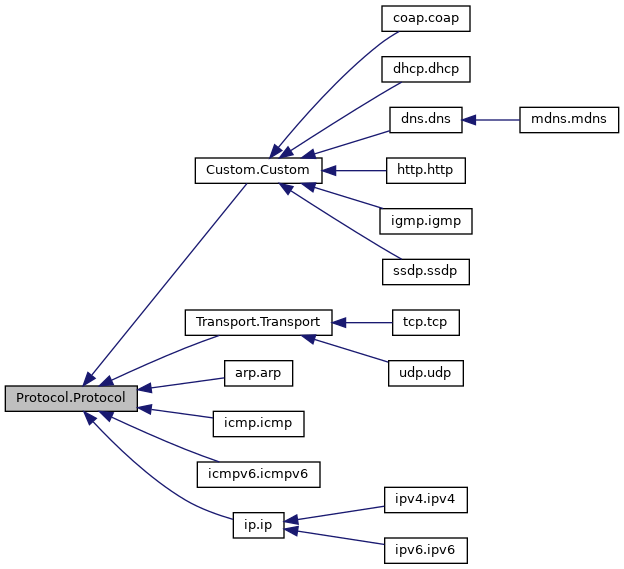 coap.coap
dhcp.dhcp
dns.dns
mdns.mdns
Custom.Custom
http.http
igmp.igmp
ssdp.ssdp
Transport.Transport
tcp.tcp
arp.arp
udp.udp
Protocol.Protocol
icmp.icmp
icmpv6.icmpv6
ip.ip
ipv4.ipv4
ipv6.ipv6